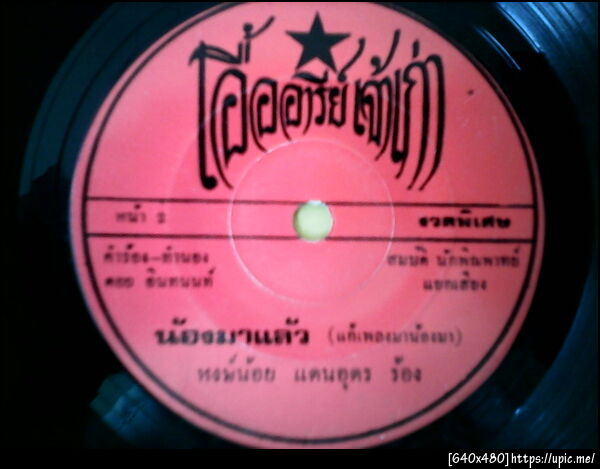 โอี้ออารีย์เจ้าเก่า
หน้า 2
รวดพิเศษ
คำร้อง-ทำนอง
สมบัติ นักพิณพาทย์
คอย อินทนนท์
แยกเสียง
น้องมาแล้ว (แก้เพลงมาน้องมา)
หงษ์น้อย แดนอุดร ร้อง
[640x480]https://upic.me/